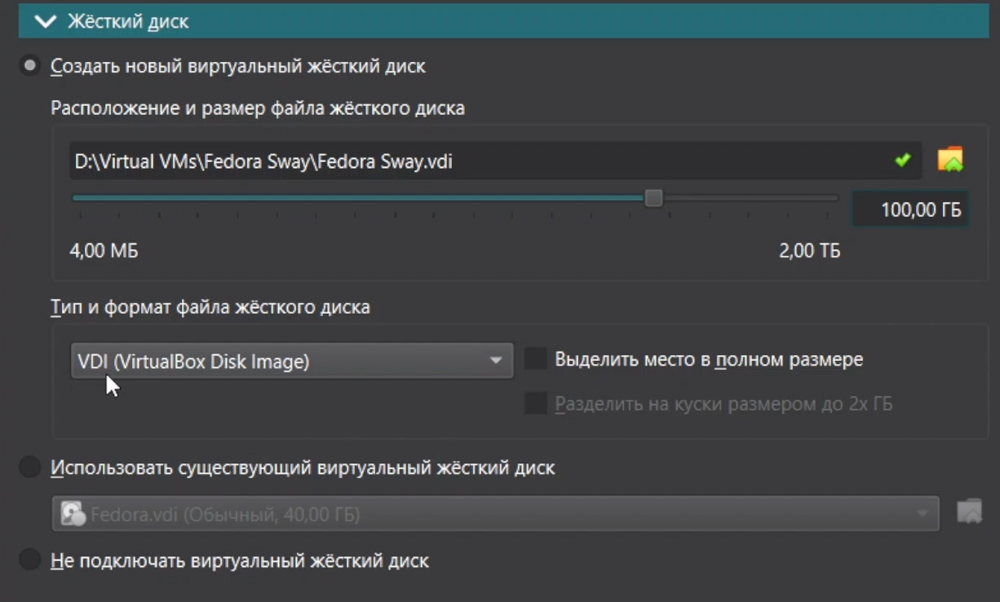 Жёсткий диск
Создать новый виртуальный жёсткий диск
Расположение и размер файла жёсткого диска
D:\Virtual VMs\Fedora Sway\Fedora Sway.vdi
100,00 ГБ
4,00 МБ
2,00 ТБ
Тип и формат файла жёсткого диска
VDI (VirtualBox Disk Image)
Выделить место в полном размере
Разделить на куски размером до 2х ГБ
Использовать существующий виртуальный жёсткий диск
Fedora.vdi (Обычный, 40,00 ГБ)
Не подключать виртуальный жёсткий диск